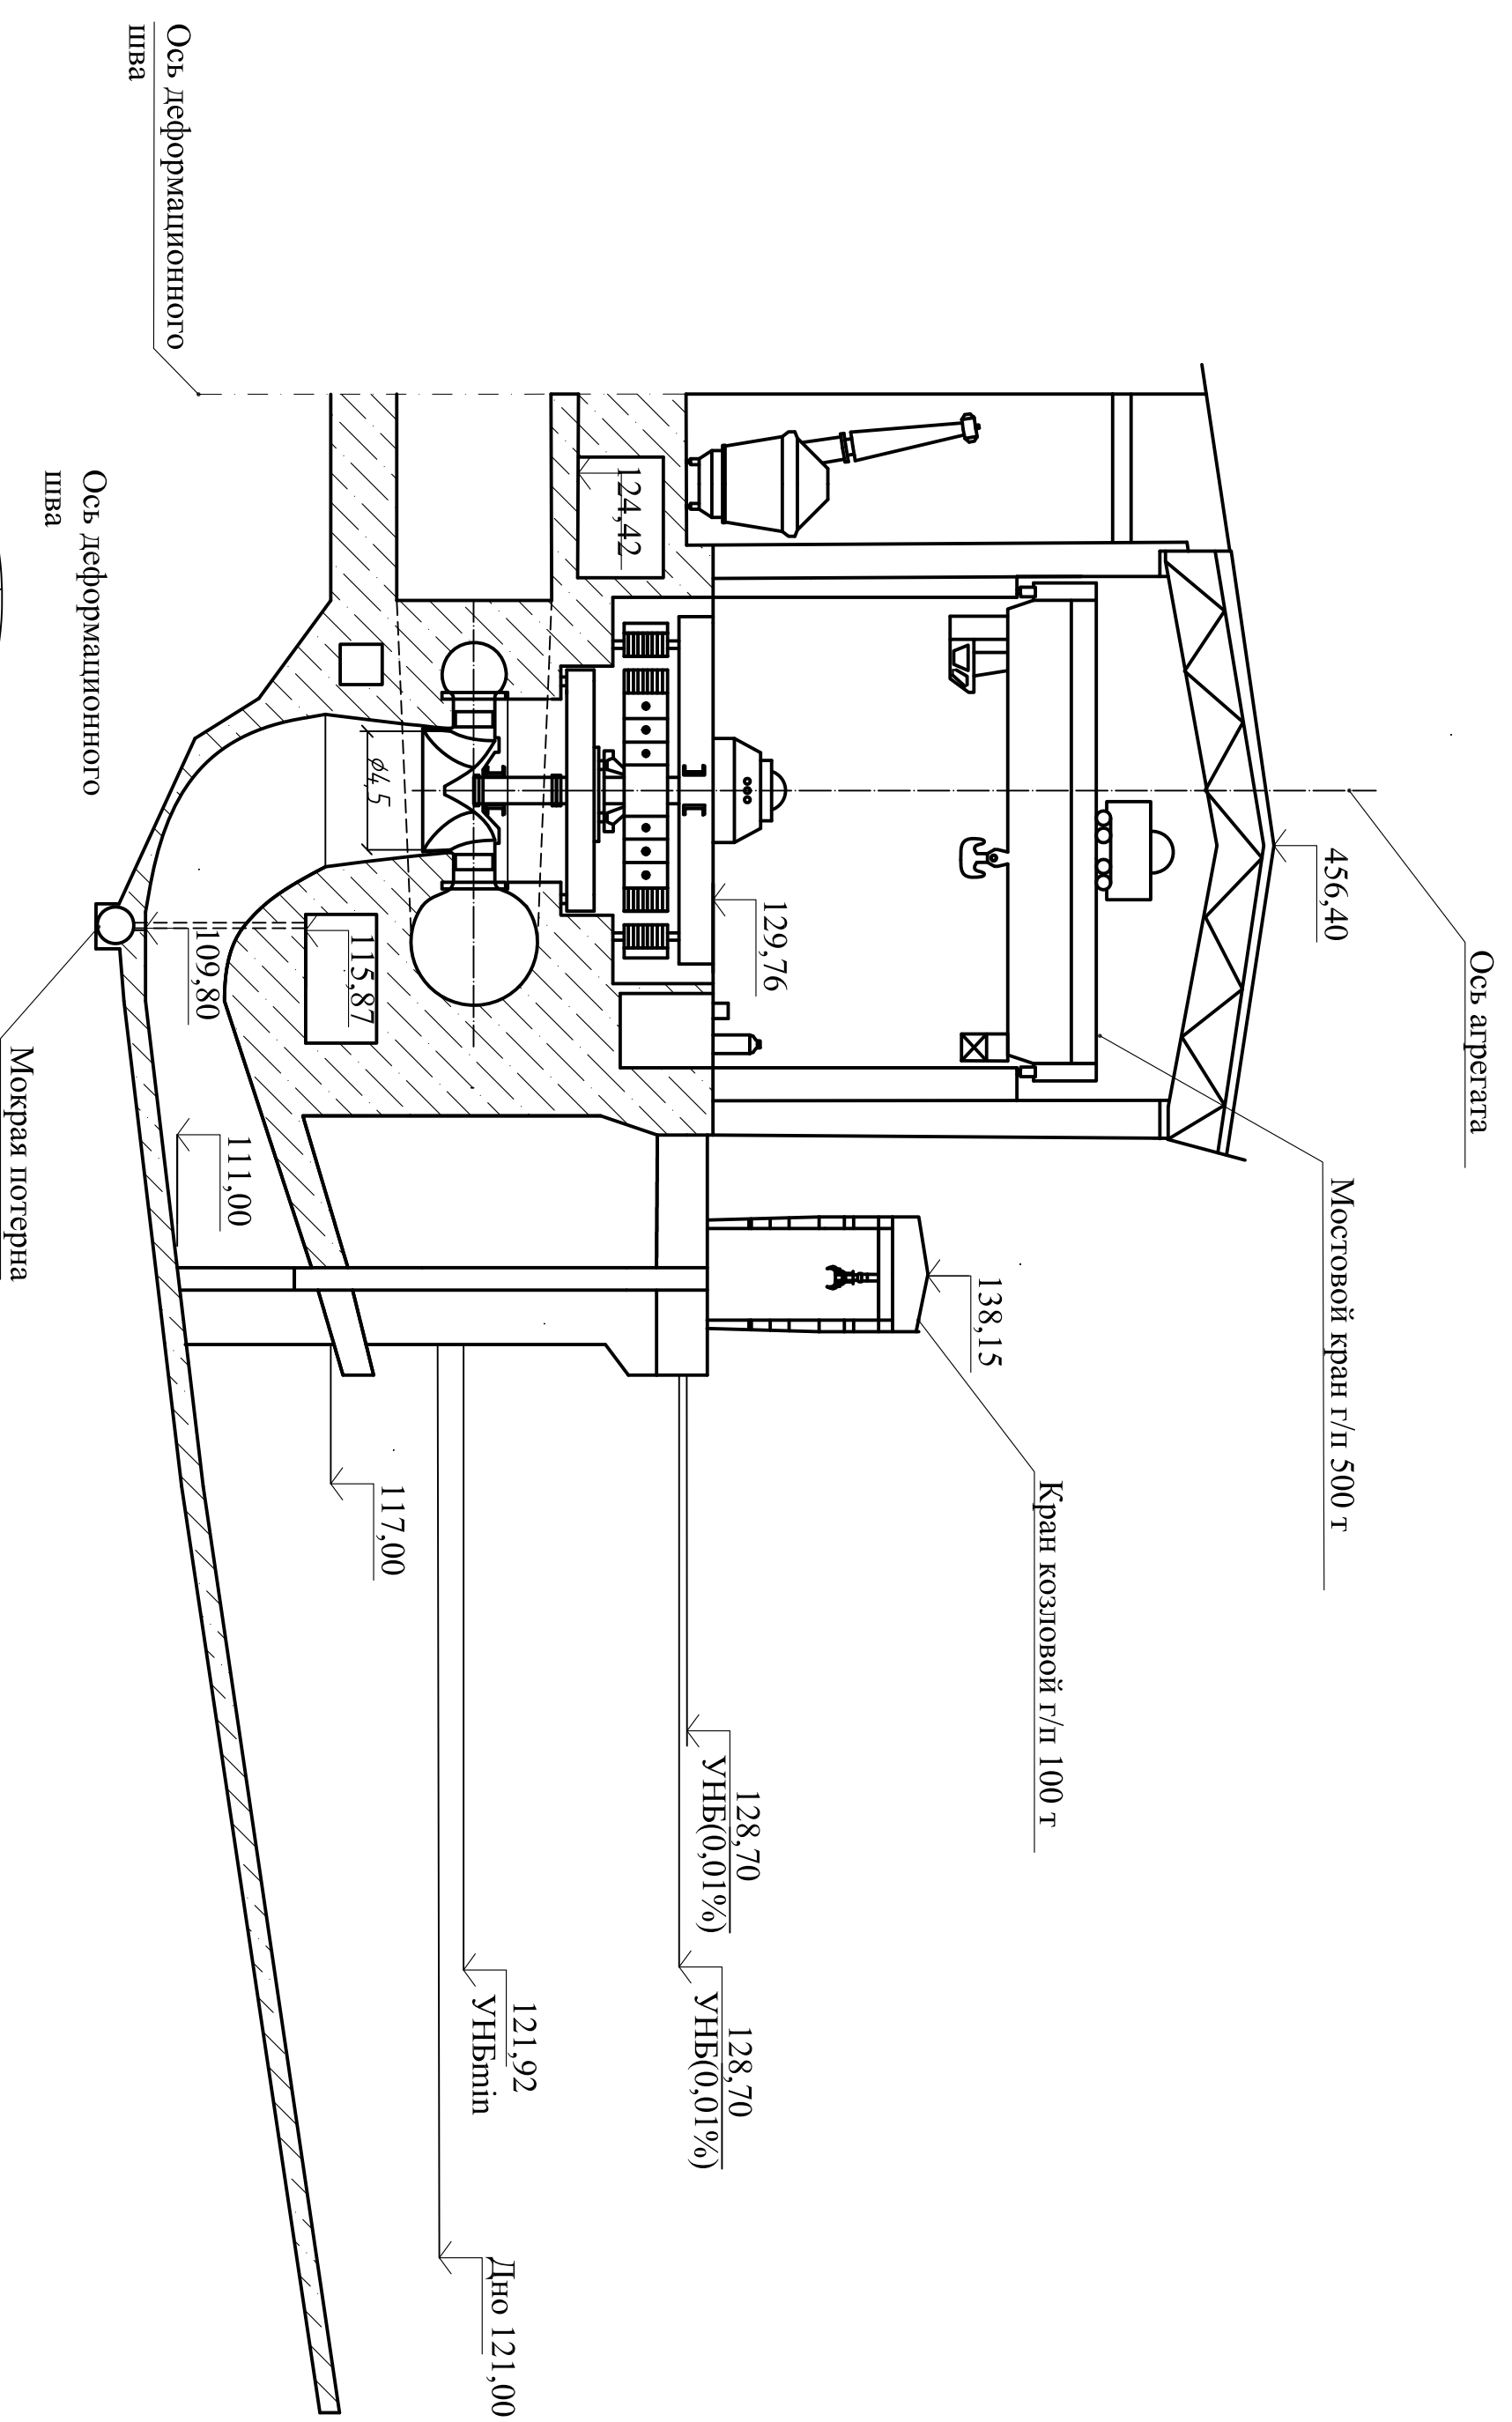 Ось агрегата
456,40
Мостовой кран г/п 500 т
138,15
Кран козловой г/п 100 т
129,76
128,70
УНБ(0,01%)
128,70
УНБ(0,01%)
124,42
121,92
УНБmin
Дно 121,00
ø4,5
117,00
115,87
111,00
109,80
Ось деформационного
шва
Ось деформационного
шва
Мокрая потерна